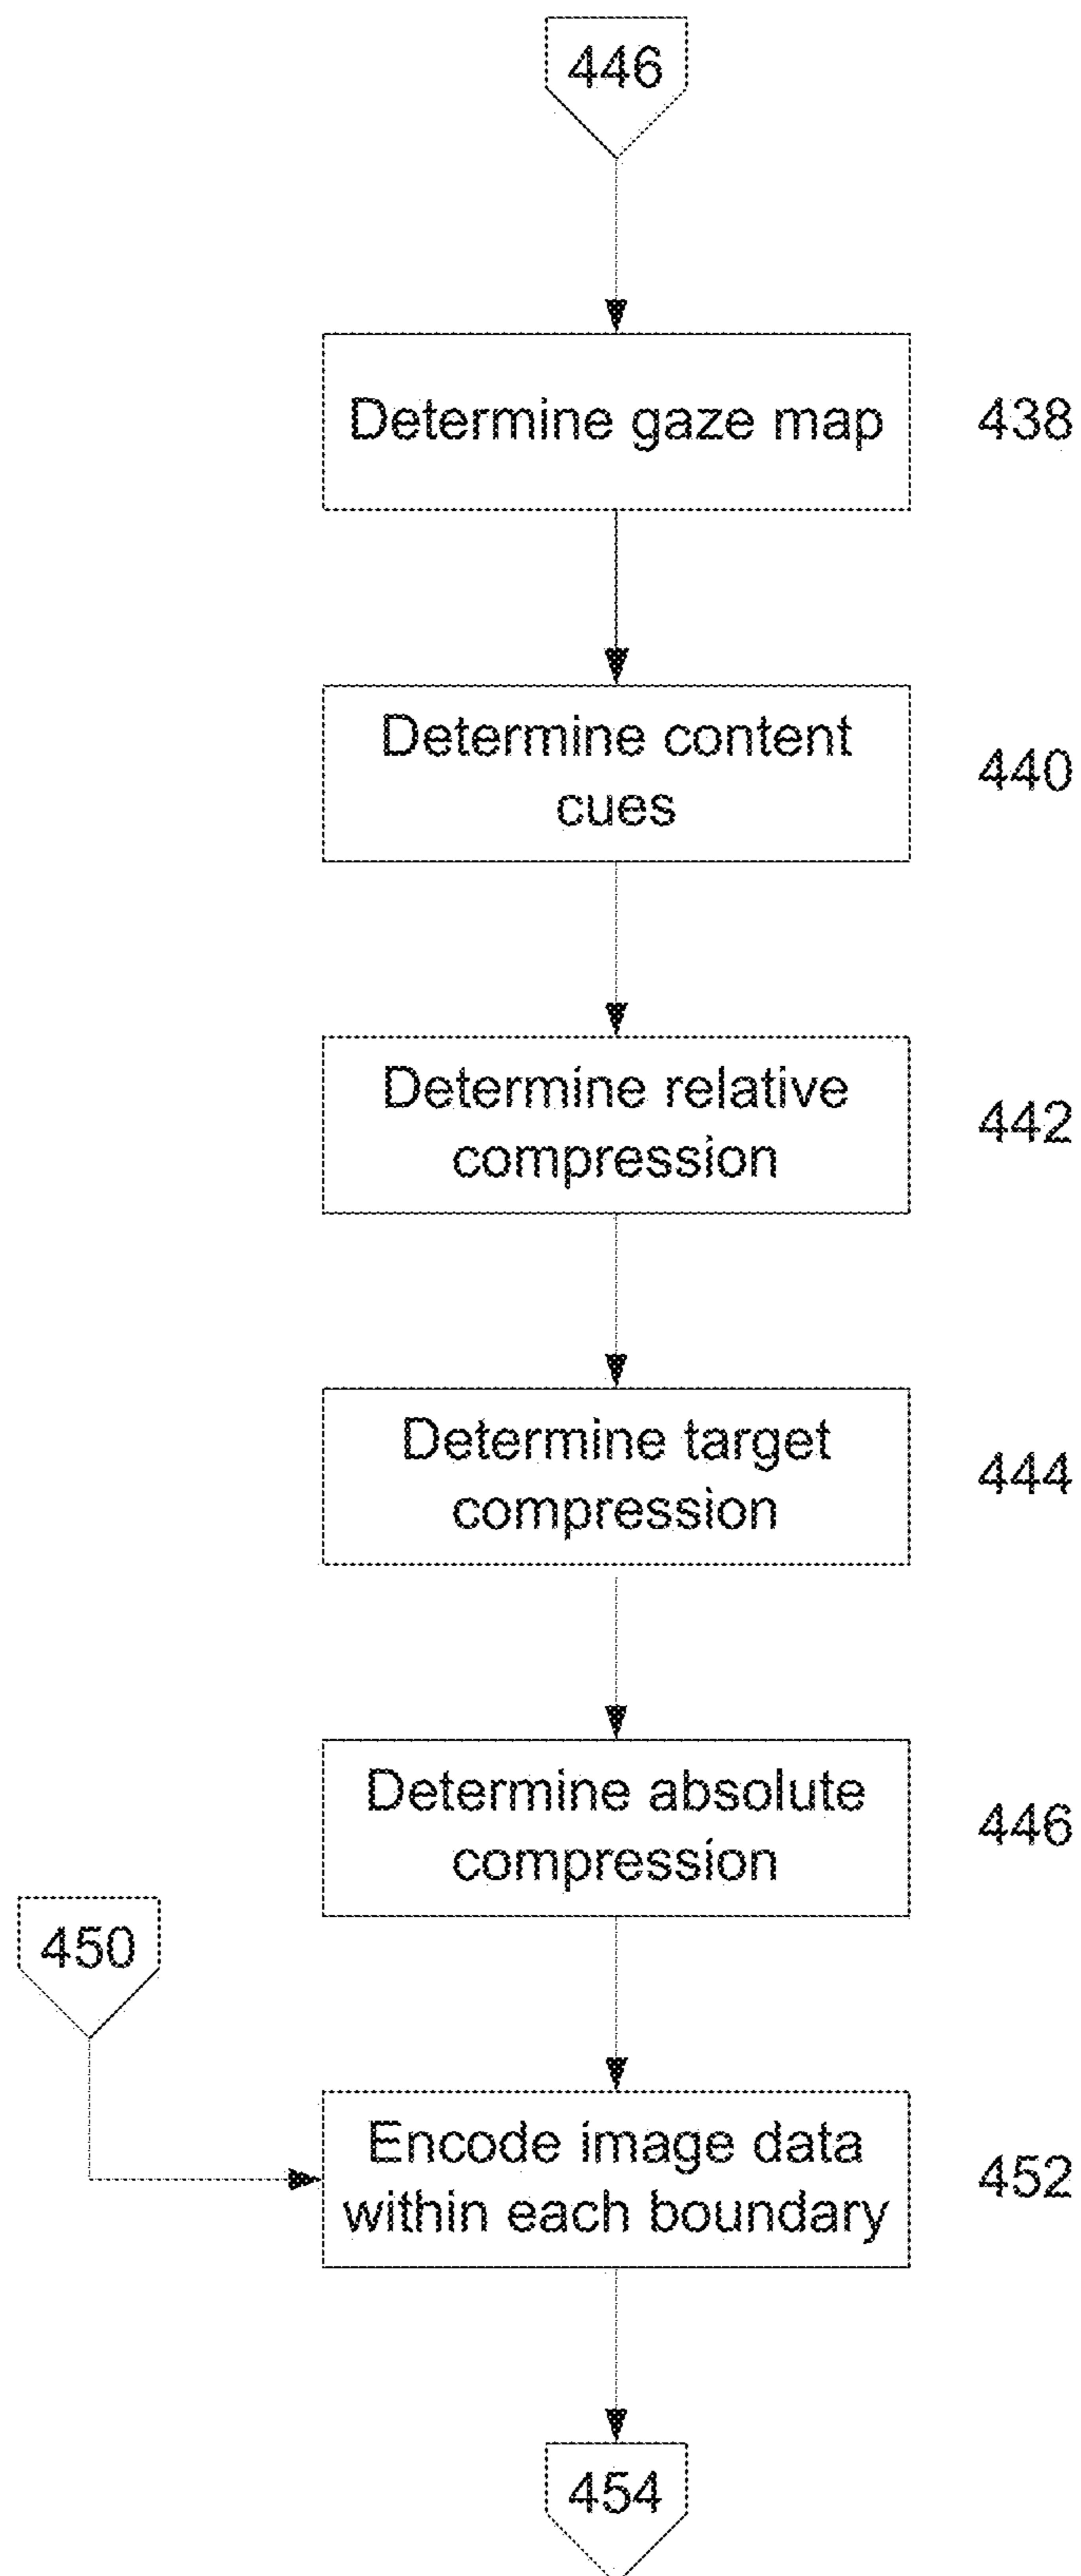 446
Determine gaze map
438
Determine content
cues
440
Determine relative
compression
442
Determine target
compression
444
Determine absolute
compression
446
450
Encode image data
within each boundary
452
454